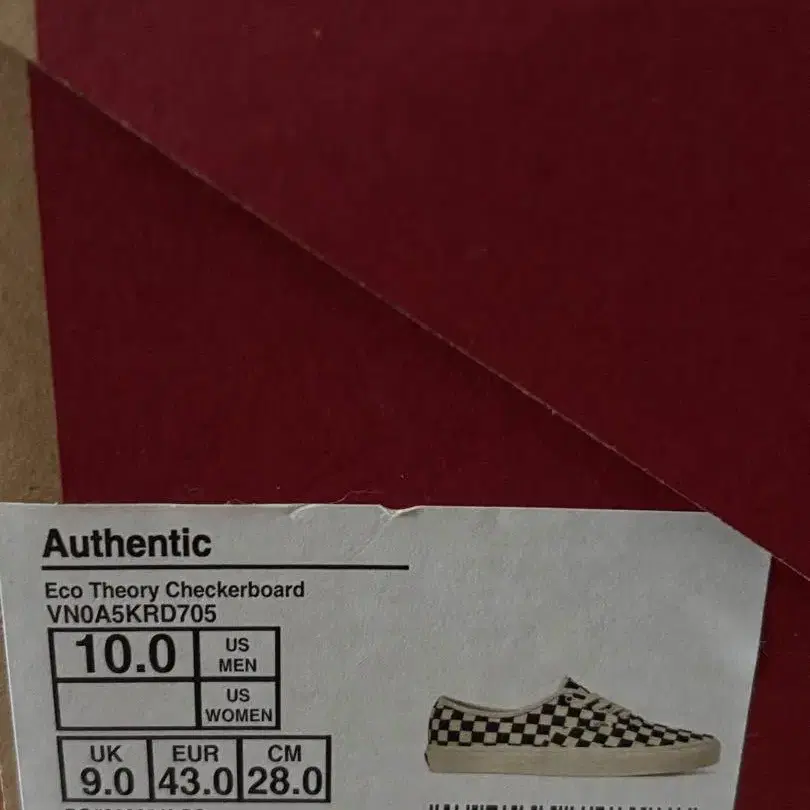 Authentic
Eco Theory Checkerboard
VN0A5KRD705
10.0 US MEN
US WOMEN
UK EUR CM
9.0 43.0 28.0